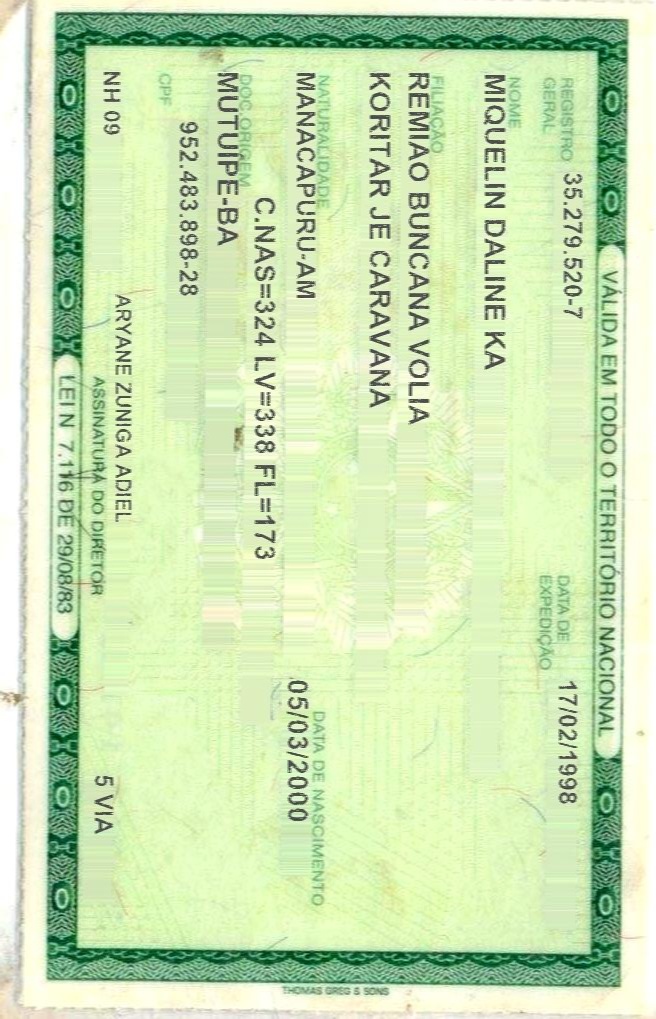 VÁLIDA EM TODO O TERRITÓRIO NACIONAL
REGISTRO GERAL 35.279.520-7 DATA DE EXPEDIÇÃO 17/02/1998
NOME
MIQUELIN DALINE KA
FILIAÇÃO
REMIAO BUNCANA VOLIA
KORITAR JE CARAVANA
NATURALIDADE DATA DE NASCIMENTO
MANACAPURU-AM 05/03/2000
DOC ORIGEM C.NAS=324 LV=338 FL=173
MUTUIPE-BA
CPF 952.483.898-28
NH 09 ARYANE ZUNIGA ADIEL 5 VIA
ASSINATURA DO DIRETOR
LEI N 7.116 DE 29/08/83
THOMAS GREG & SONS